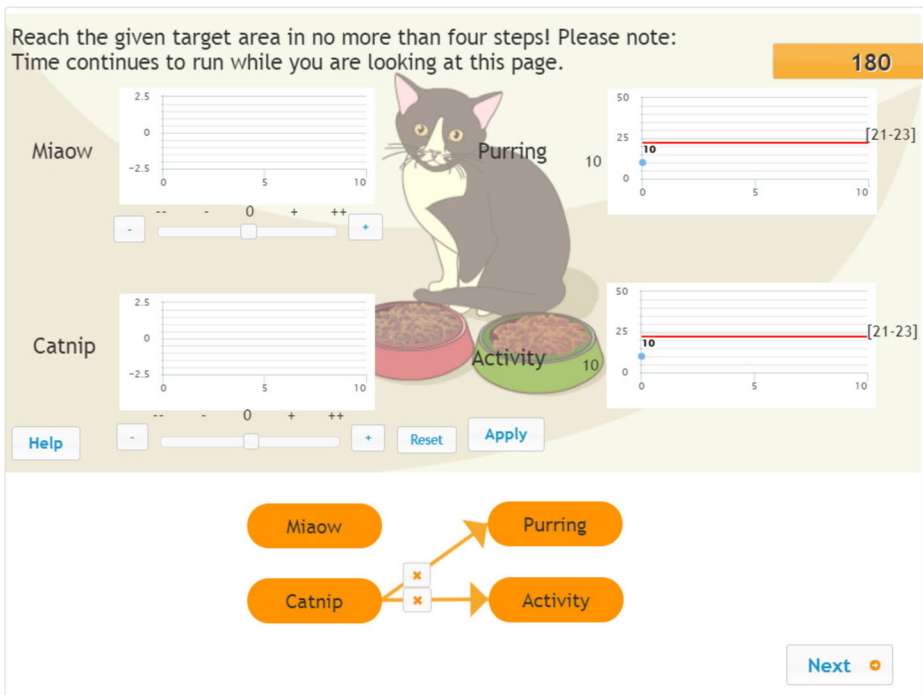 Reach the given target area in no more than four steps! Please note:
Time continues to run while you are looking at this page.
180
Miaow
2.5
0
-2.5
0 5 10
-- - 0 + ++
- +
Purring
10
50
25
0
10
0 5 10
[21-23]
Catnip
2.5
0
-2.5
0 5 10
-- - 0 + ++
- +
Activity
10
50
25
0
10
0 5 10
[21-23]
Help
Reset
Apply
Miaow
Purring
Catnip
Activity
Next